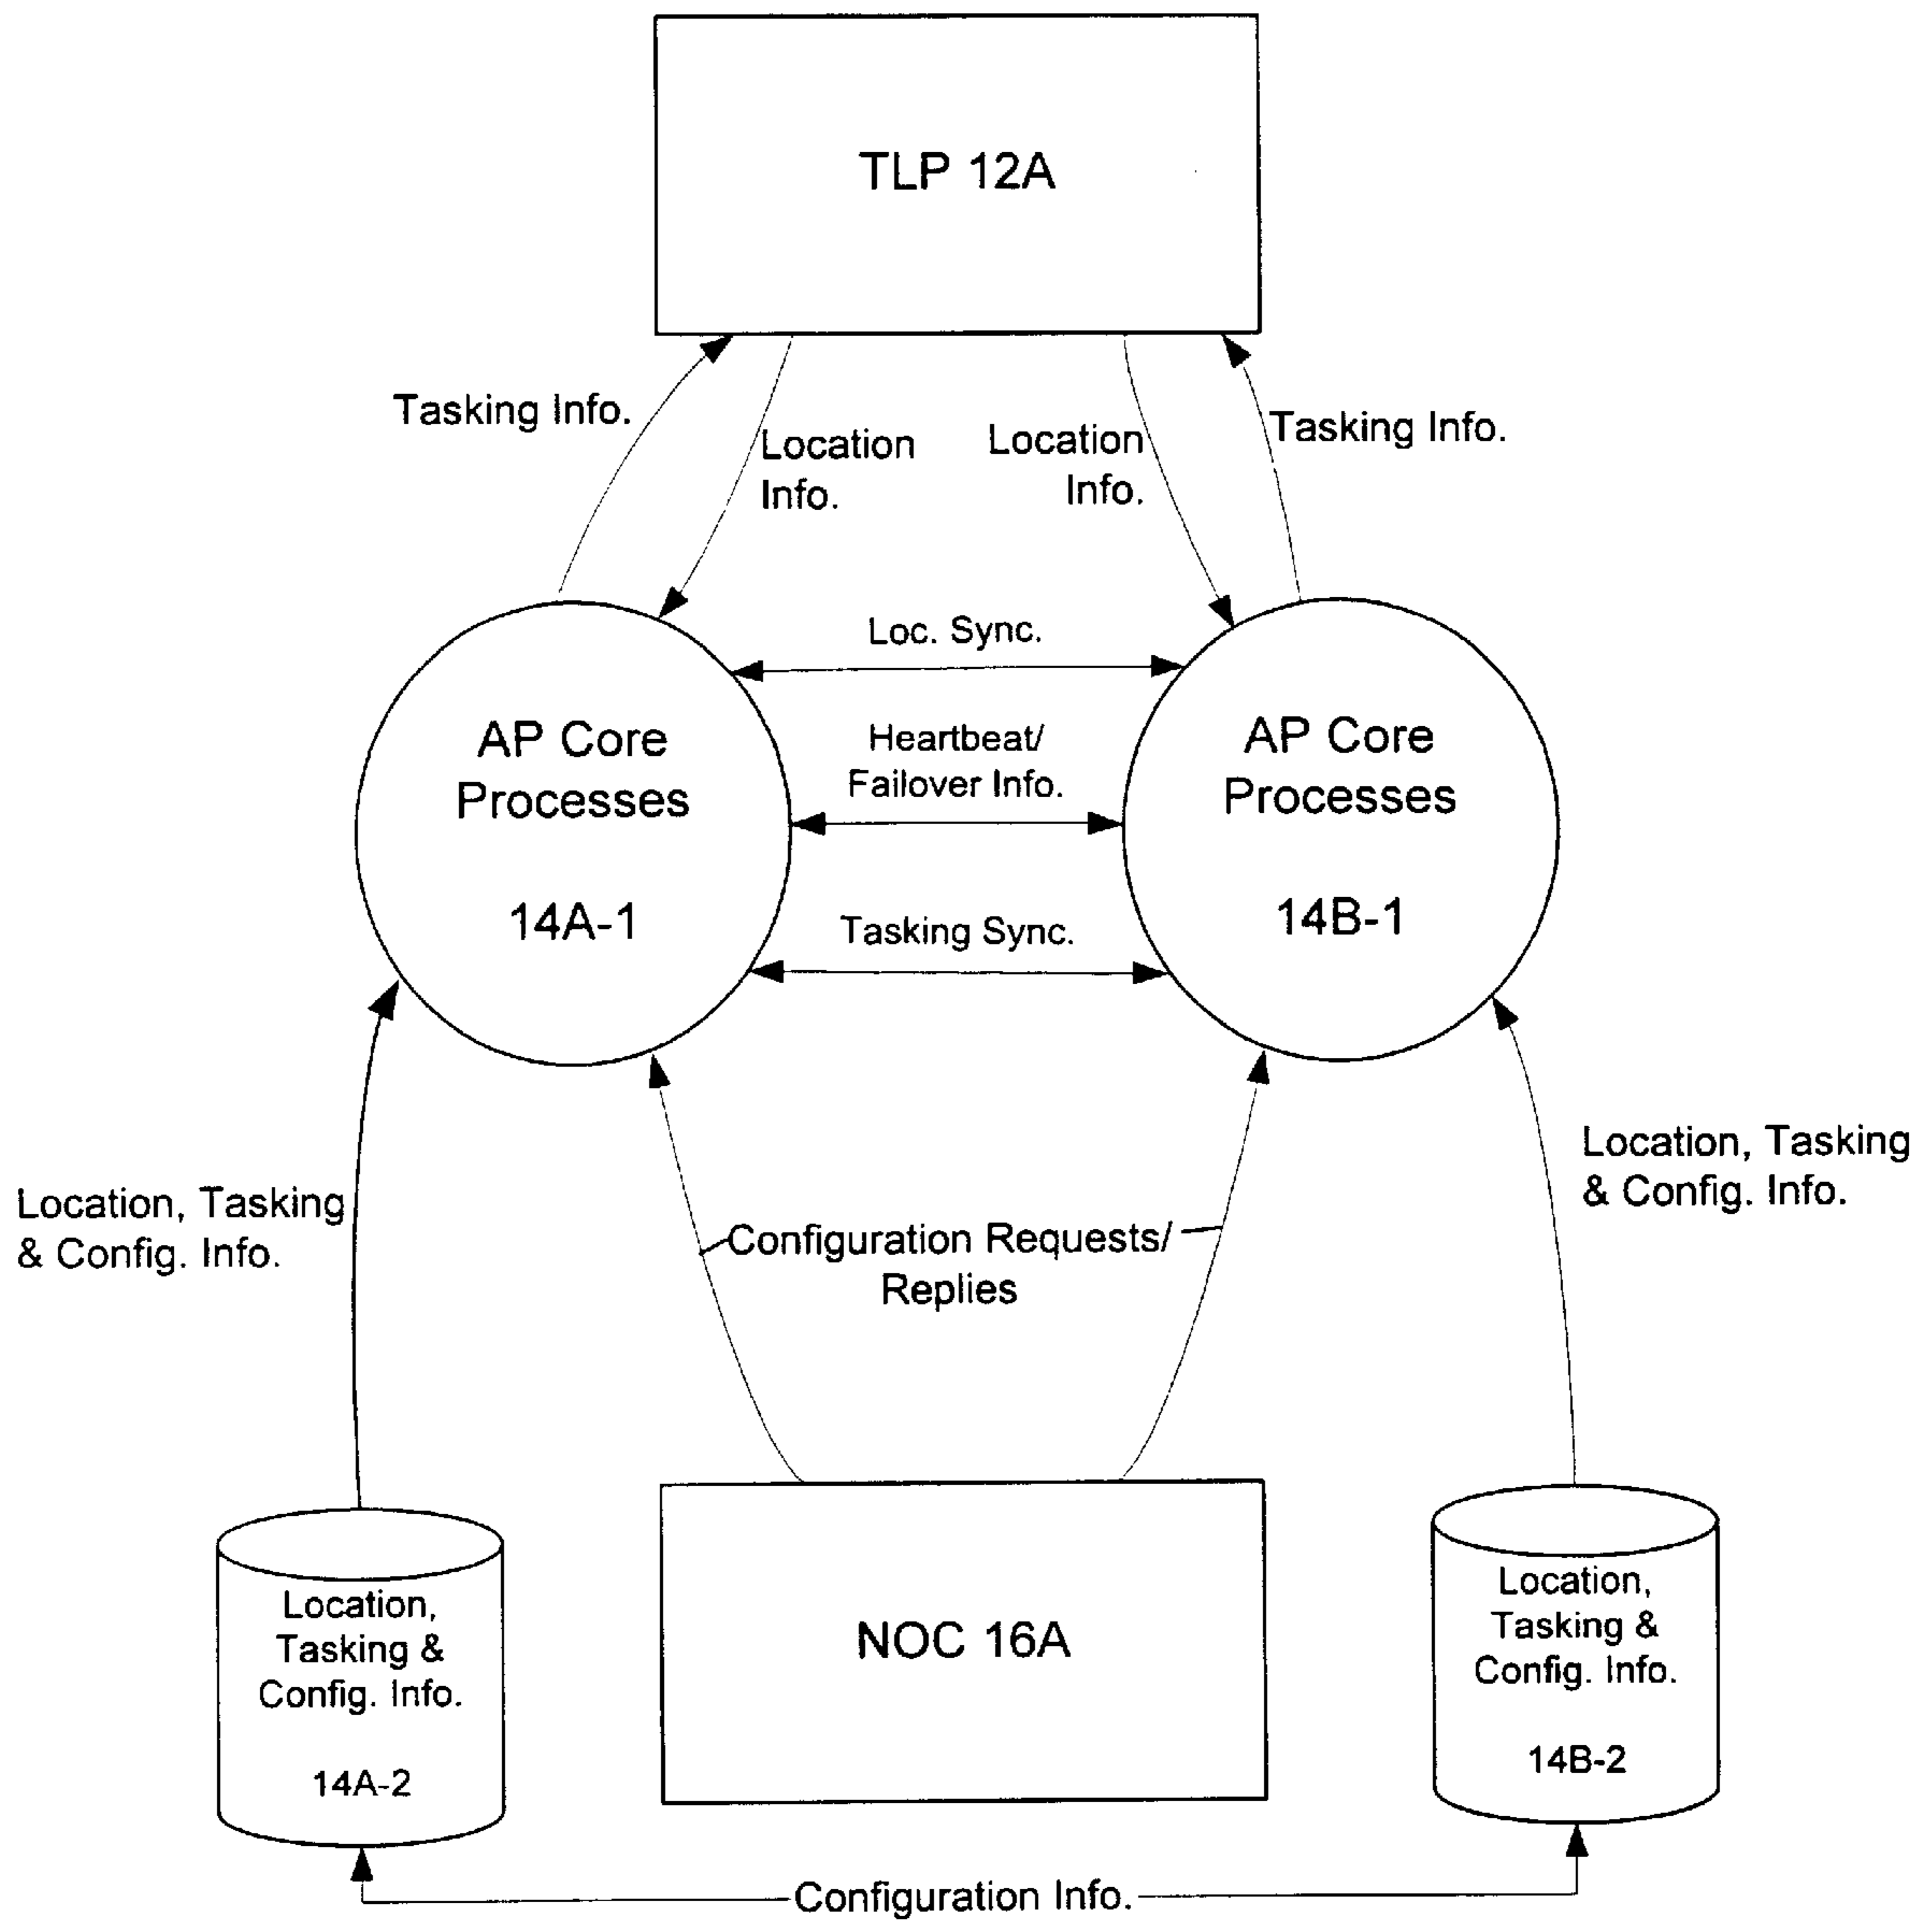 TLP 12A
Tasking Info.
Location
Info.
Location
Info.
Tasking Info.
Loc. Sync.
AP Core
Processes
14A-1
Heartbeat/
Failover Info.
AP Core
Processes
14B-1
Tasking Sync.
Location, Tasking
& Config. Info.
Configuration Requests/
Replies
Location, Tasking
& Config. Info.
Location,
Tasking &
Config. Info.
14A-2
NOC 16A
Location,
Tasking &
Config. Info.
14B-2
Configuration Info.